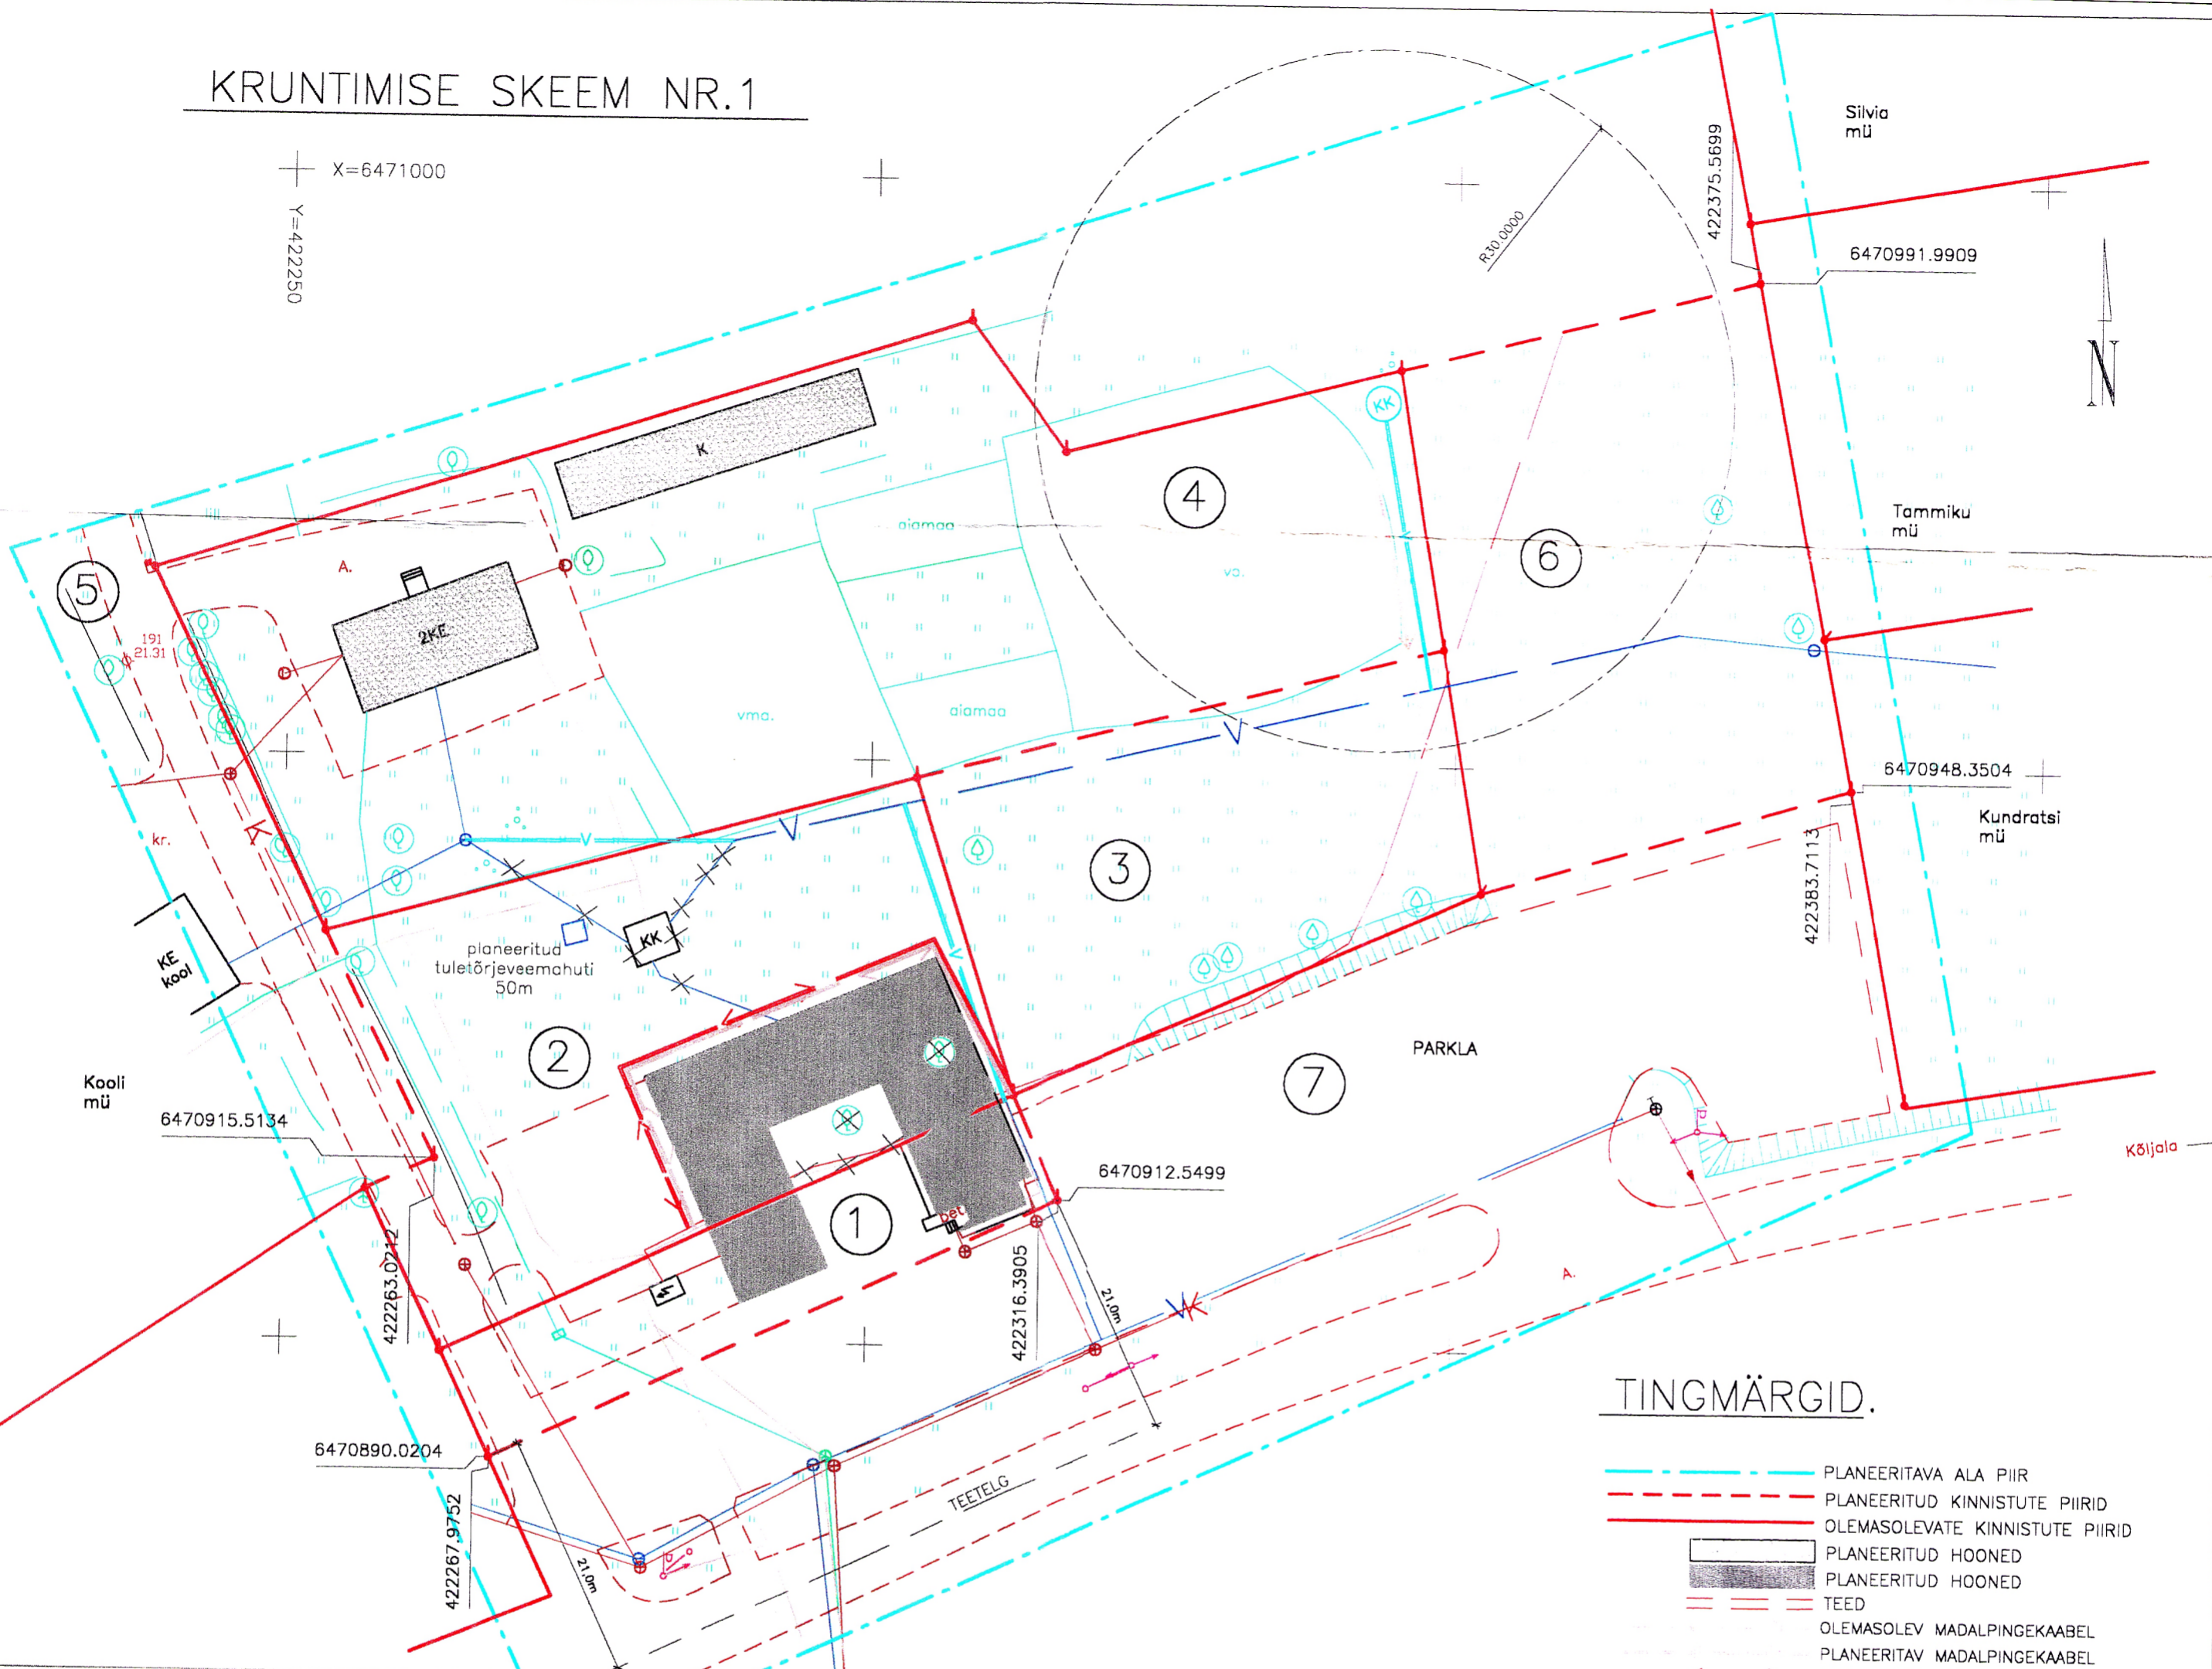 KRUNTIMISE SKEEM NR.1
X=6471000
Y=422250
Silvia
mü
422375.5699
6470991.9909
R30.0000
N
KK
K
4
aiamaa
Tammiku
mü
6
vo.
A.
5
2KE
191
21.31
vma.
aiamaa
V
6470948.3504
Kundratsi
mü
422383.7113
V
V
K
kr.
3
KE
kool
planeeritud
tuletõrjeveemahuti
50m
KK
V
2
PARKLA
7
Kooli
mü
6470915.5134
Kõljala
6470912.5499
1
bet
422263.0212
422316.3905
21.0m
VK
A.
TINGMÄRGID.
6470890.0204
422267.9752
TEETELG
21.0m
PLANEERITAVA ALA PIIR
PLANEERITUD KINNISTUTE PIIRID
OLEMASOLEVATE KINNISTUTE PIIRID
PLANEERITUD HOONED
PLANEERITUD HOONED
TEED
OLEMASOLEV MADALPINGEKAABEL
PLANEERITAV MADALPINGEKAABEL